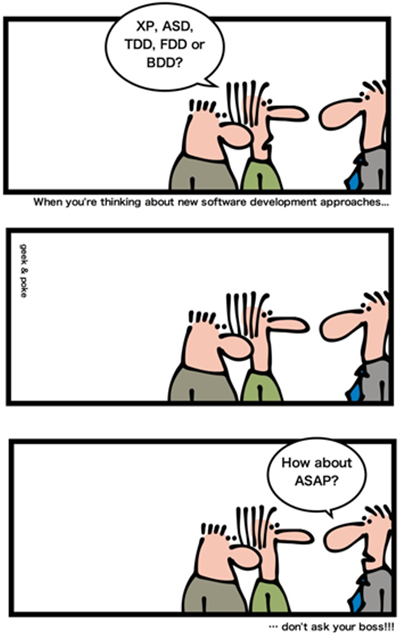 XP, ASD,
TDD, FDD or
BDD?
When you're thinking about new software development approaches...
geek & poke
How about
ASAP?
... don't ask your boss!!!